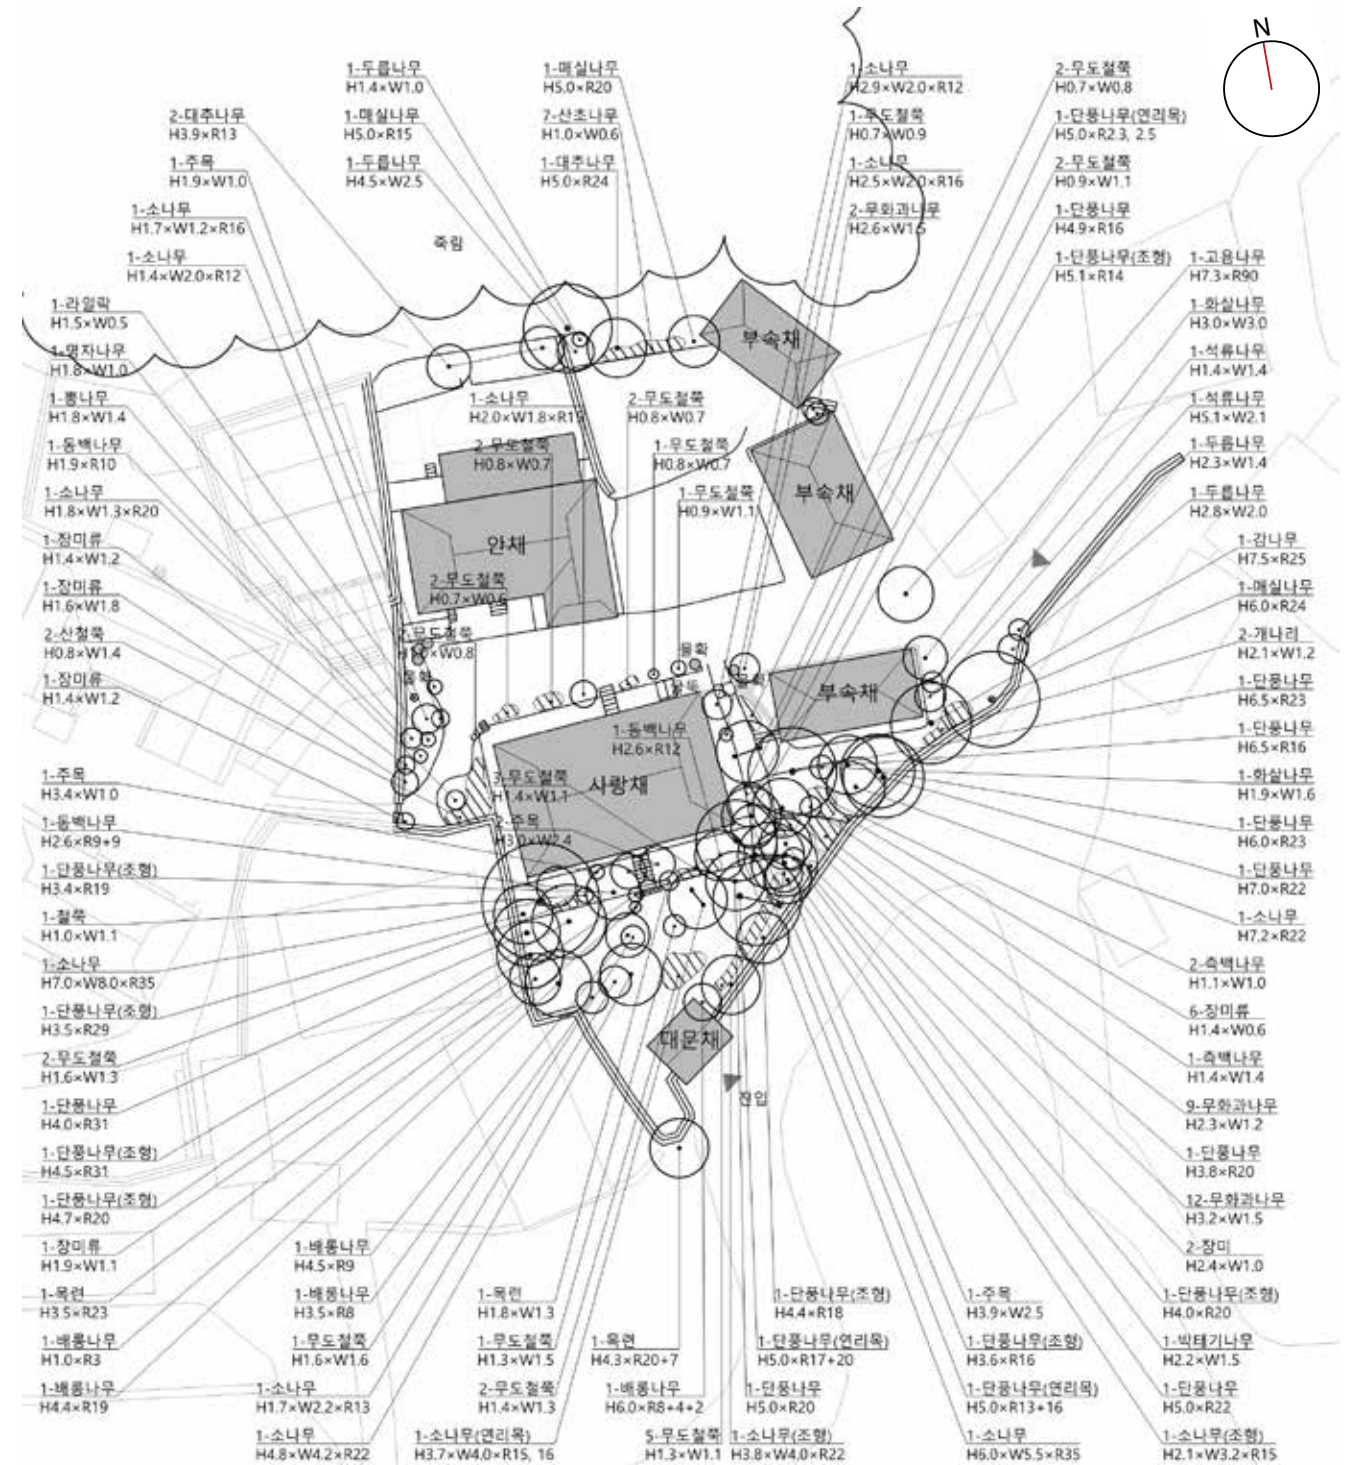 N
1-두릅나무
H1.4×W1.0
1-매실나무
H5.0×R20
1-소나무
H2.9×W2.0×R12
2-무도철쭉
H0.7×W0.8
2-대추나무
H3.9×R13
1-매실나무
H5.0×R15
2-산초나무
H1.0×W0.6
1-무도철쭉
H0.7×W0.9
1-단풍나무(연리목)
H5.0×R2.3, 2.5
1-주목
H1.9×W1.0
1-두릅나무
H4.5×W2.5
1-대추나무
H5.0×R24
1-소나무
H2.5×W2.0×R16
2-무도철쭉
H0.9×W1.1
1-소나무
H1.7×W1.2×R16
죽림
2-무화과나무
H2.6×W1.5
1-단풍나무
H4.9×R16
1-소나무
H1.4×W2.0×R12
1-단풍나무(조형)
H5.1×R14
1-고욤나무
H7.3×R90
1-라일락
H1.5×W0.5
1-화살나무
H3.0×W3.0
부속채
1-명자나무
H1.8×W1.0
1-석류나무
H1.4×W1.4
1-뽕나무
H1.8×W1.4
1-소나무
H2.0×W1.8×R15
2-무도철쭉
H0.8×W0.7
1-석류나무
H5.1×W2.1
1-동백나무
H1.9×R10
2-무도철쭉
H0.8×W0.7
1-무도철쭉
H0.8×W0.7
1-두릅나무
H2.3×W1.4
1-소나무
H1.8×W1.3×R20
1-무도철쭉
H0.9×W1.1
부속채
1-두릅나무
H2.8×W2.0
1-장미류
H1.4×W1.2
안채
1-감나무
H7.5×R25
1-장미류
H1.6×W1.8
2-무도철쭉
H0.7×W0.6
1-매실나무
H6.0×R24
2-산철쭉
H0.8×W1.4
2-무도철쭉
H1.0×W0.8
물확
2-개나리
H2.1×W1.2
1-장미류
H1.4×W1.2
물확
부속채
1-단풍나무
H6.5×R23
1-동백나무
H2.6×R12
1-단풍나무
H6.5×R16
1-주목
H3.4×W1.0
3-무도철쭉
H1.4×W1.1
사랑채
1-화살나무
H1.9×W1.6
1-동백나무
H2.6×R9+9
2-주목
H3.0×W2.4
1-단풍나무
H6.0×R23
1-단풍나무(조형)
H3.4×R19
1-단풍나무
H7.0×R22
1-철쭉
H1.0×W1.1
1-소나무
H7.2×R22
1-소나무
H7.0×W8.0×R35
2-측백나무
H1.1×W1.0
1-단풍나무(조형)
H3.5×R29
6-장미류
H1.4×W0.6
대문채
2-무도철쭉
H1.6×W1.3
1-측백나무
H1.4×W1.4
진입
1-단풍나무
H4.0×R31
9-무화과나무
H2.3×W1.2
1-단풍나무(조형)
H4.5×R31
1-단풍나무
H3.8×R20
1-단풍나무(조형)
H4.7×R20
12-무화과나무
H3.2×W1.5
1-장미류
H1.9×W1.1
1-배롱나무
H4.5×R9
2-장미
H2.4×W1.0
1-목련
H3.5×R23
1-배롱나무
H3.5×R8
1-목련
H1.8×W1.3
1-단풍나무(조형)
H4.4×R18
1-주목
H3.9×W2.5
1-단풍나무(조형)
H4.0×R20
1-배롱나무
H1.0×R3
1-무도철쭉
H1.6×W1.6
1-무도철쭉
H1.3×W1.5
1-목련
H4.3×R20+7
1-단풍나무(연리목)
H5.0×R17+20
1-단풍나무(조형)
H3.6×R16
1-박태기나무
H2.2×W1.5
1-배롱나무
H4.4×R19
1-소나무
H1.7×W2.2×R13
2-무도철쭉
H1.4×W1.3
1-배롱나무
H6.0×R8+4+2
1-단풍나무
H5.0×R20
1-단풍나무(연리목)
H5.0×R13+16
1-단풍나무
H5.0×R22
1-소나무
H4.8×W4.2×R22
1-소나무(연리목)
H3.7×W4.0×R15, 16
5-무도철쭉
H1.3×W1.1
1-소나무(조형)
H3.8×W4.0×R22
1-소나무
H6.0×W5.5×R35
1-소나무(조형)
H2.1×W3.2×R15